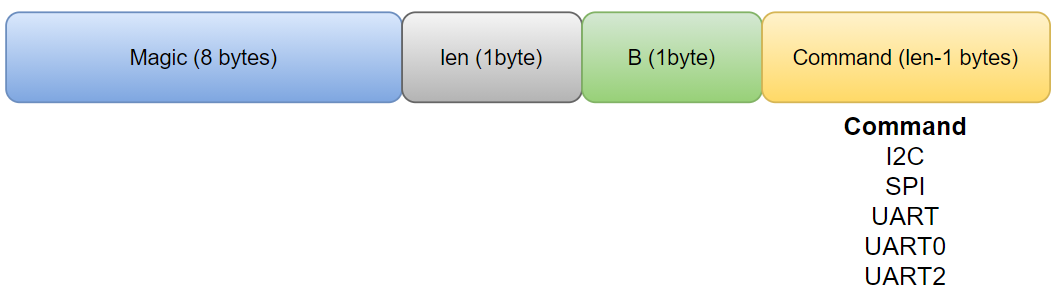 Magic (8 bytes)
len (1byte)
B (1byte)
Command (len-1 bytes)
Command
I2C
SPI
UART
UART0
UART2